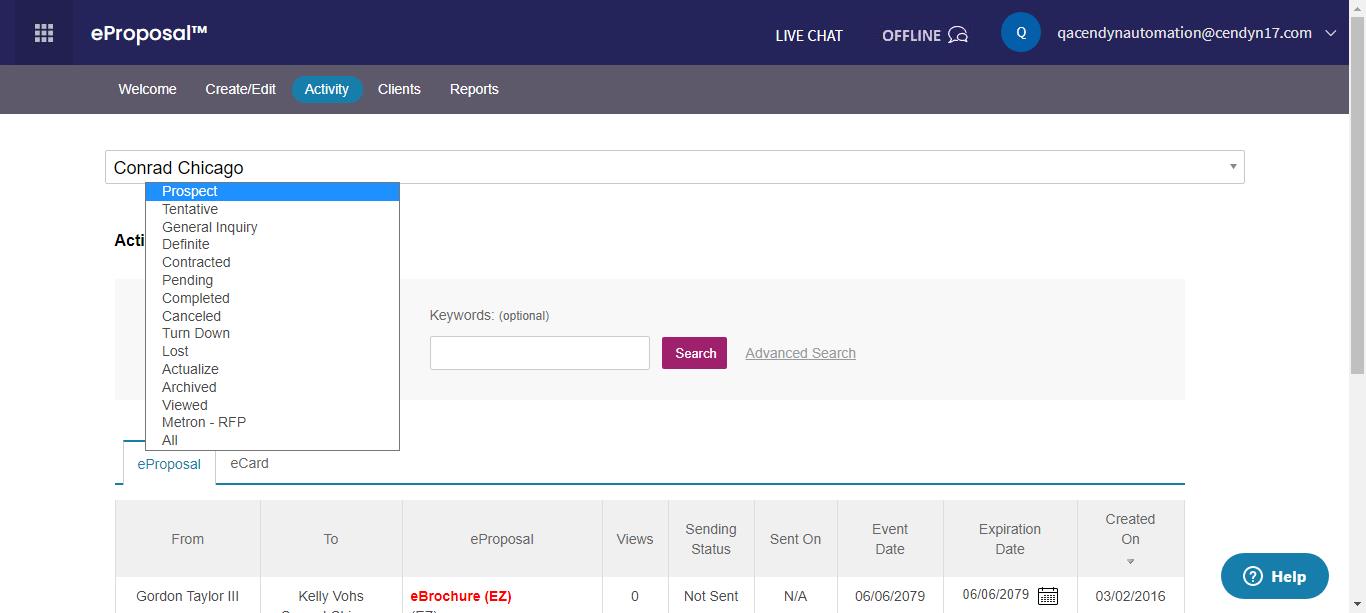 eProposal™
LIVE CHAT
OFFLINE
Q
qacendynautomation@cendyn17.com
Welcome
Create/Edit
Activity
Clients
Reports
Conrad Chicago
Prospect
Tentative
General Inquiry
Definite
Contracted
Pending
Completed
Canceled
Turn Down
Lost
Actualize
Archived
Viewed
Metron - RFP
All
Acti
Keywords: (optional)
Search
Advanced Search
eProposal
eCard
From
To
eProposal
Views
Sending
Status
Sent On
Event
Date
Expiration
Date
Created
On
Gordon Taylor III
Kelly Vohs
eBrochure (EZ)
0
Not Sent
N/A
06/06/2079
06/06/2079
03/02/2016
? Help